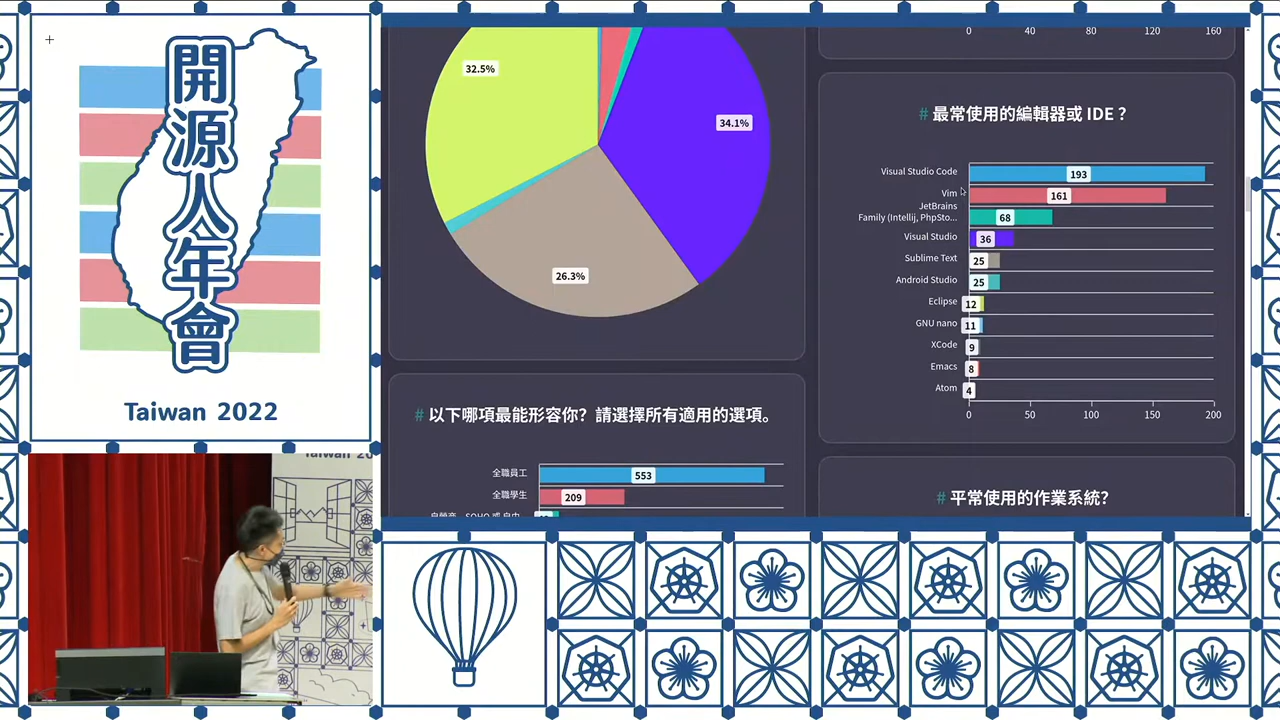 開源人年會
Taiwan 2022
32.5%
34.1%
26.3%
# 以下哪項最能形容你？請選擇所有適用的選項。
全職員工
553
全職學生
209
0
40
80
120
160
# 最常使用的編輯器或 IDE？
Visual Studio Code
193
Vim
161
JetBrains
Family (Intellij, PhpSto...
68
Visual Studio
36
Sublime Text
25
Android Studio
25
Eclipse
12
GNU nano
11
XCode
9
Emacs
8
Atom
4
0
50
100
150
200
# 平常使用的作業系統?